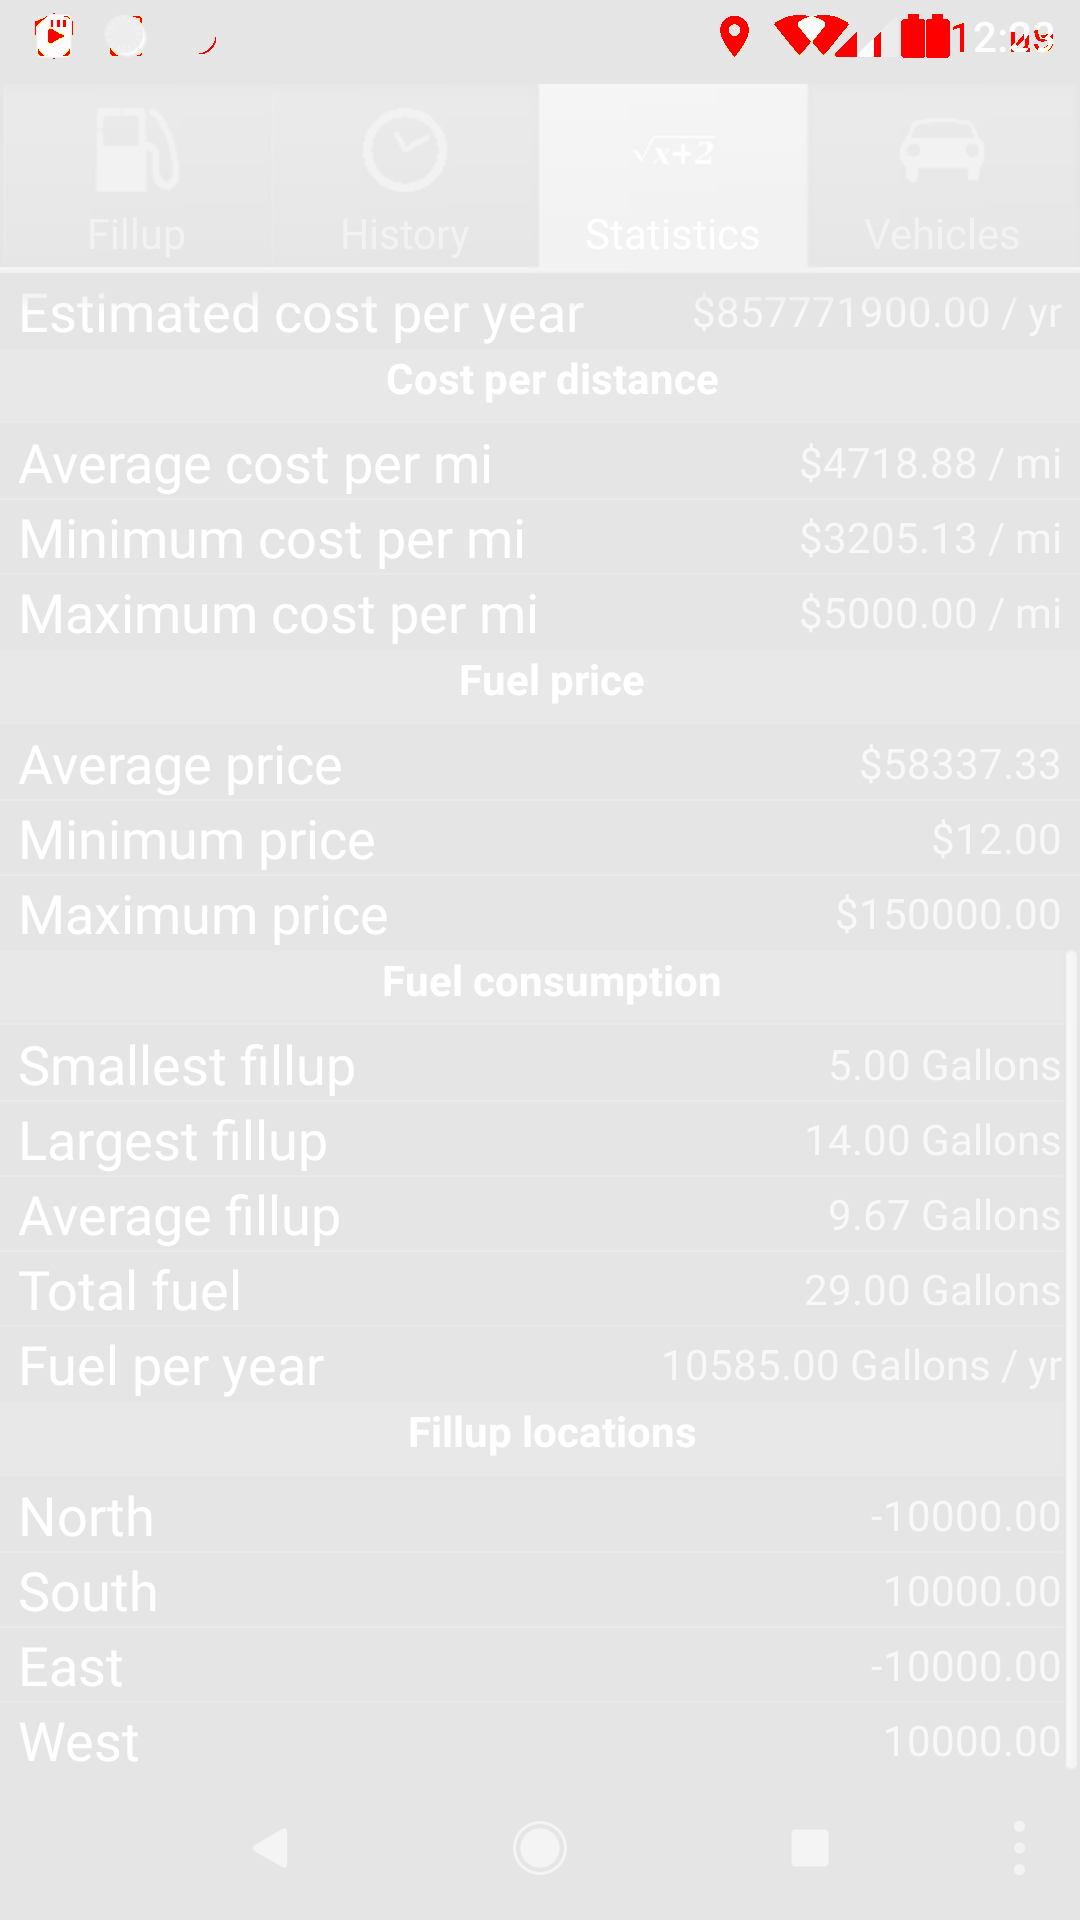 Fillup History √x+2 Statistics Vehicles
Estimated cost per year $857771900.00 / yr
Cost per distance
Average cost per mi $4718.88 / mi
Minimum cost per mi $3205.13 / mi
Maximum cost per mi $5000.00 / mi
Fuel price
Average price $58337.33
Minimum price $12.00
Maximum price $150000.00
Fuel consumption
Smallest fillup 5.00 Gallons
Largest fillup 14.00 Gallons
Average fillup 9.67 Gallons
Total fuel 29.00 Gallons
Fuel per year 10585.00 Gallons / yr
Fillup locations
North -10000.00
South 10000.00
East -10000.00
West 10000.00